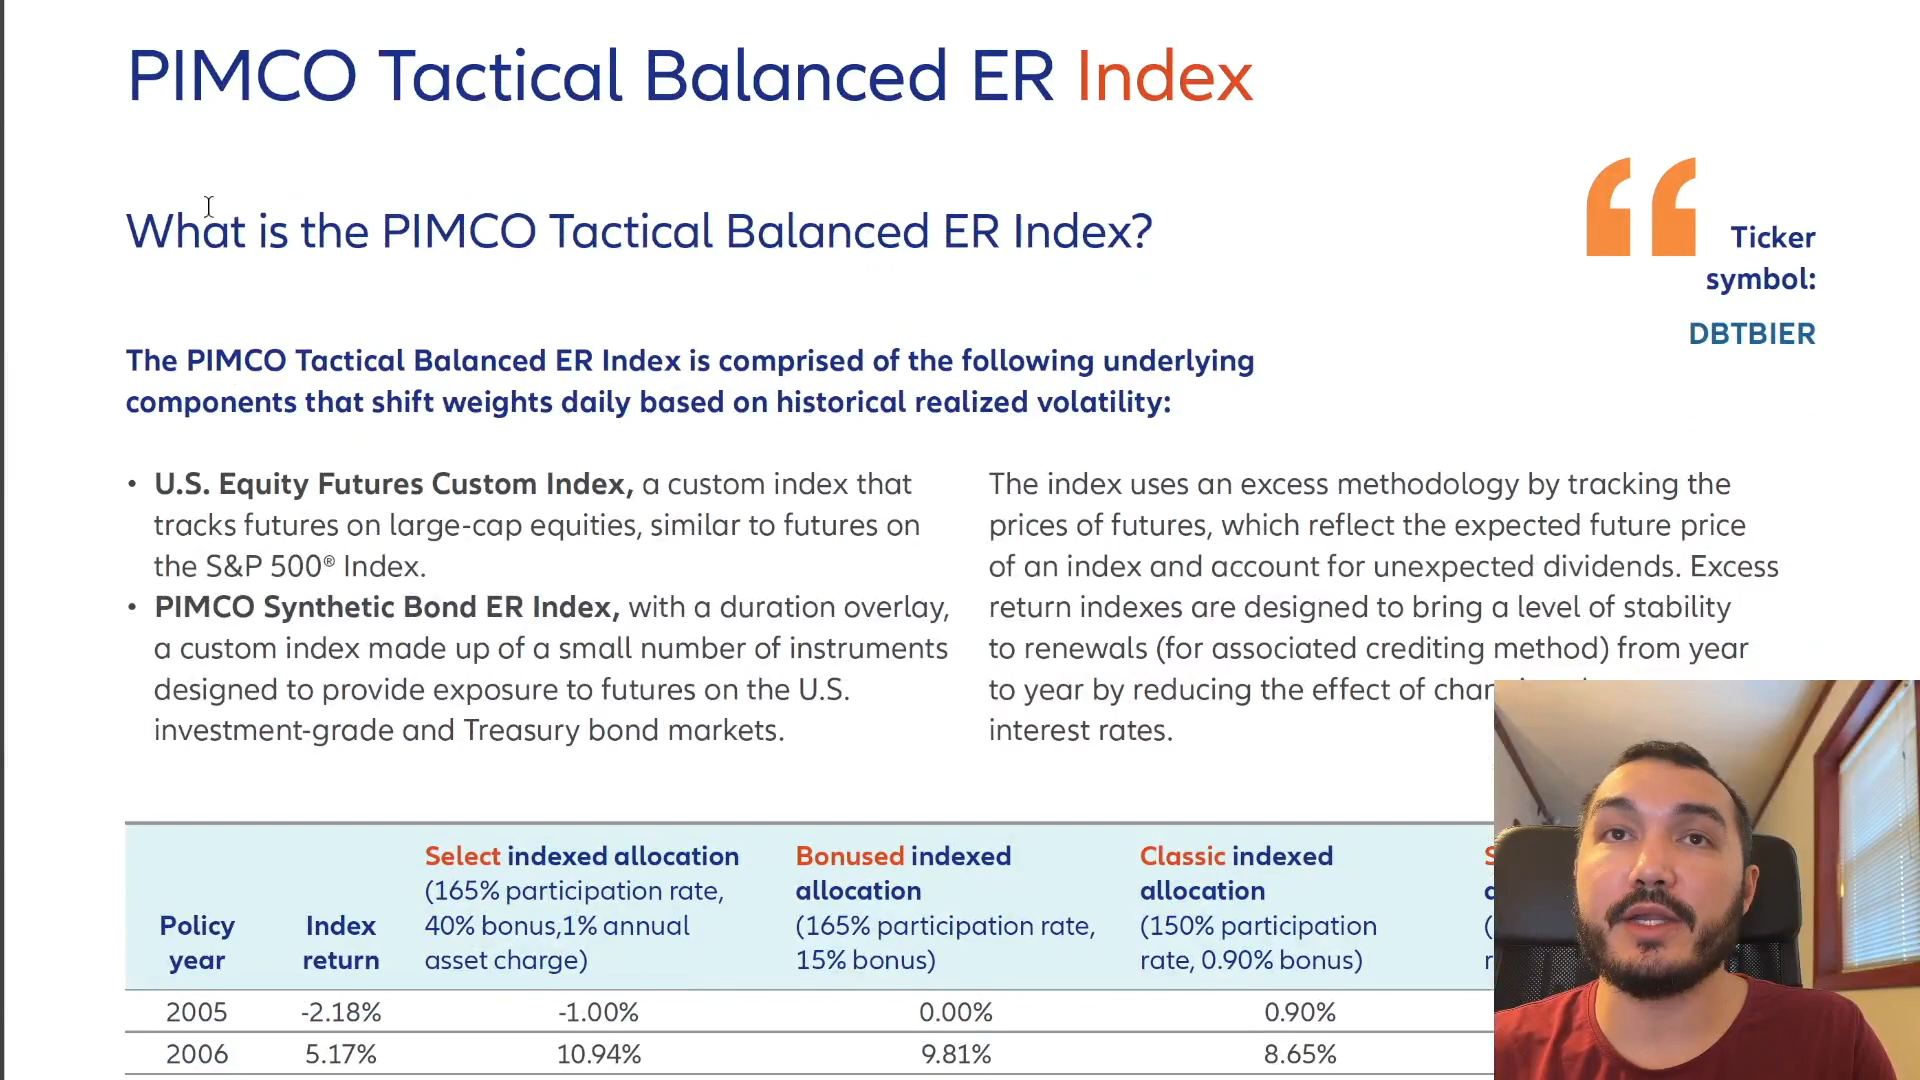 PIMCO Tactical Balanced ER Index
What is the PIMCO Tactical Balanced ER Index?
Ticker
symbol:
DBTBIER
The PIMCO Tactical Balanced ER Index is comprised of the following underlying
components that shift weights daily based on historical realized volatility:
• U.S. Equity Futures Custom Index, a custom index that
tracks futures on large-cap equities, similar to futures on
the S&P 500® Index.
• PIMCO Synthetic Bond ER Index, with a duration overlay,
a custom index made up of a small number of instruments
designed to provide exposure to futures on the U.S.
investment-grade and Treasury bond markets.
The index uses an excess methodology by tracking the
prices of futures, which reflect the expected future price
of an index and account for unexpected dividends. Excess
return indexes are designed to bring a level of stability
to renewals (for associated crediting method) from year
to year by reducing the effect of
interest rates.
Policy
year
Index
return
Select indexed allocation
(165% participation rate,
40% bonus,1% annual
asset charge)
Bonused indexed
allocation
(165% participation rate,
15% bonus)
Classic indexed
allocation
(150% participation
rate, 0.90% bonus)
2005 -2.18% -1.00% 0.00% 0.90%
2006 5.17% 10.94% 9.81% 8.65%